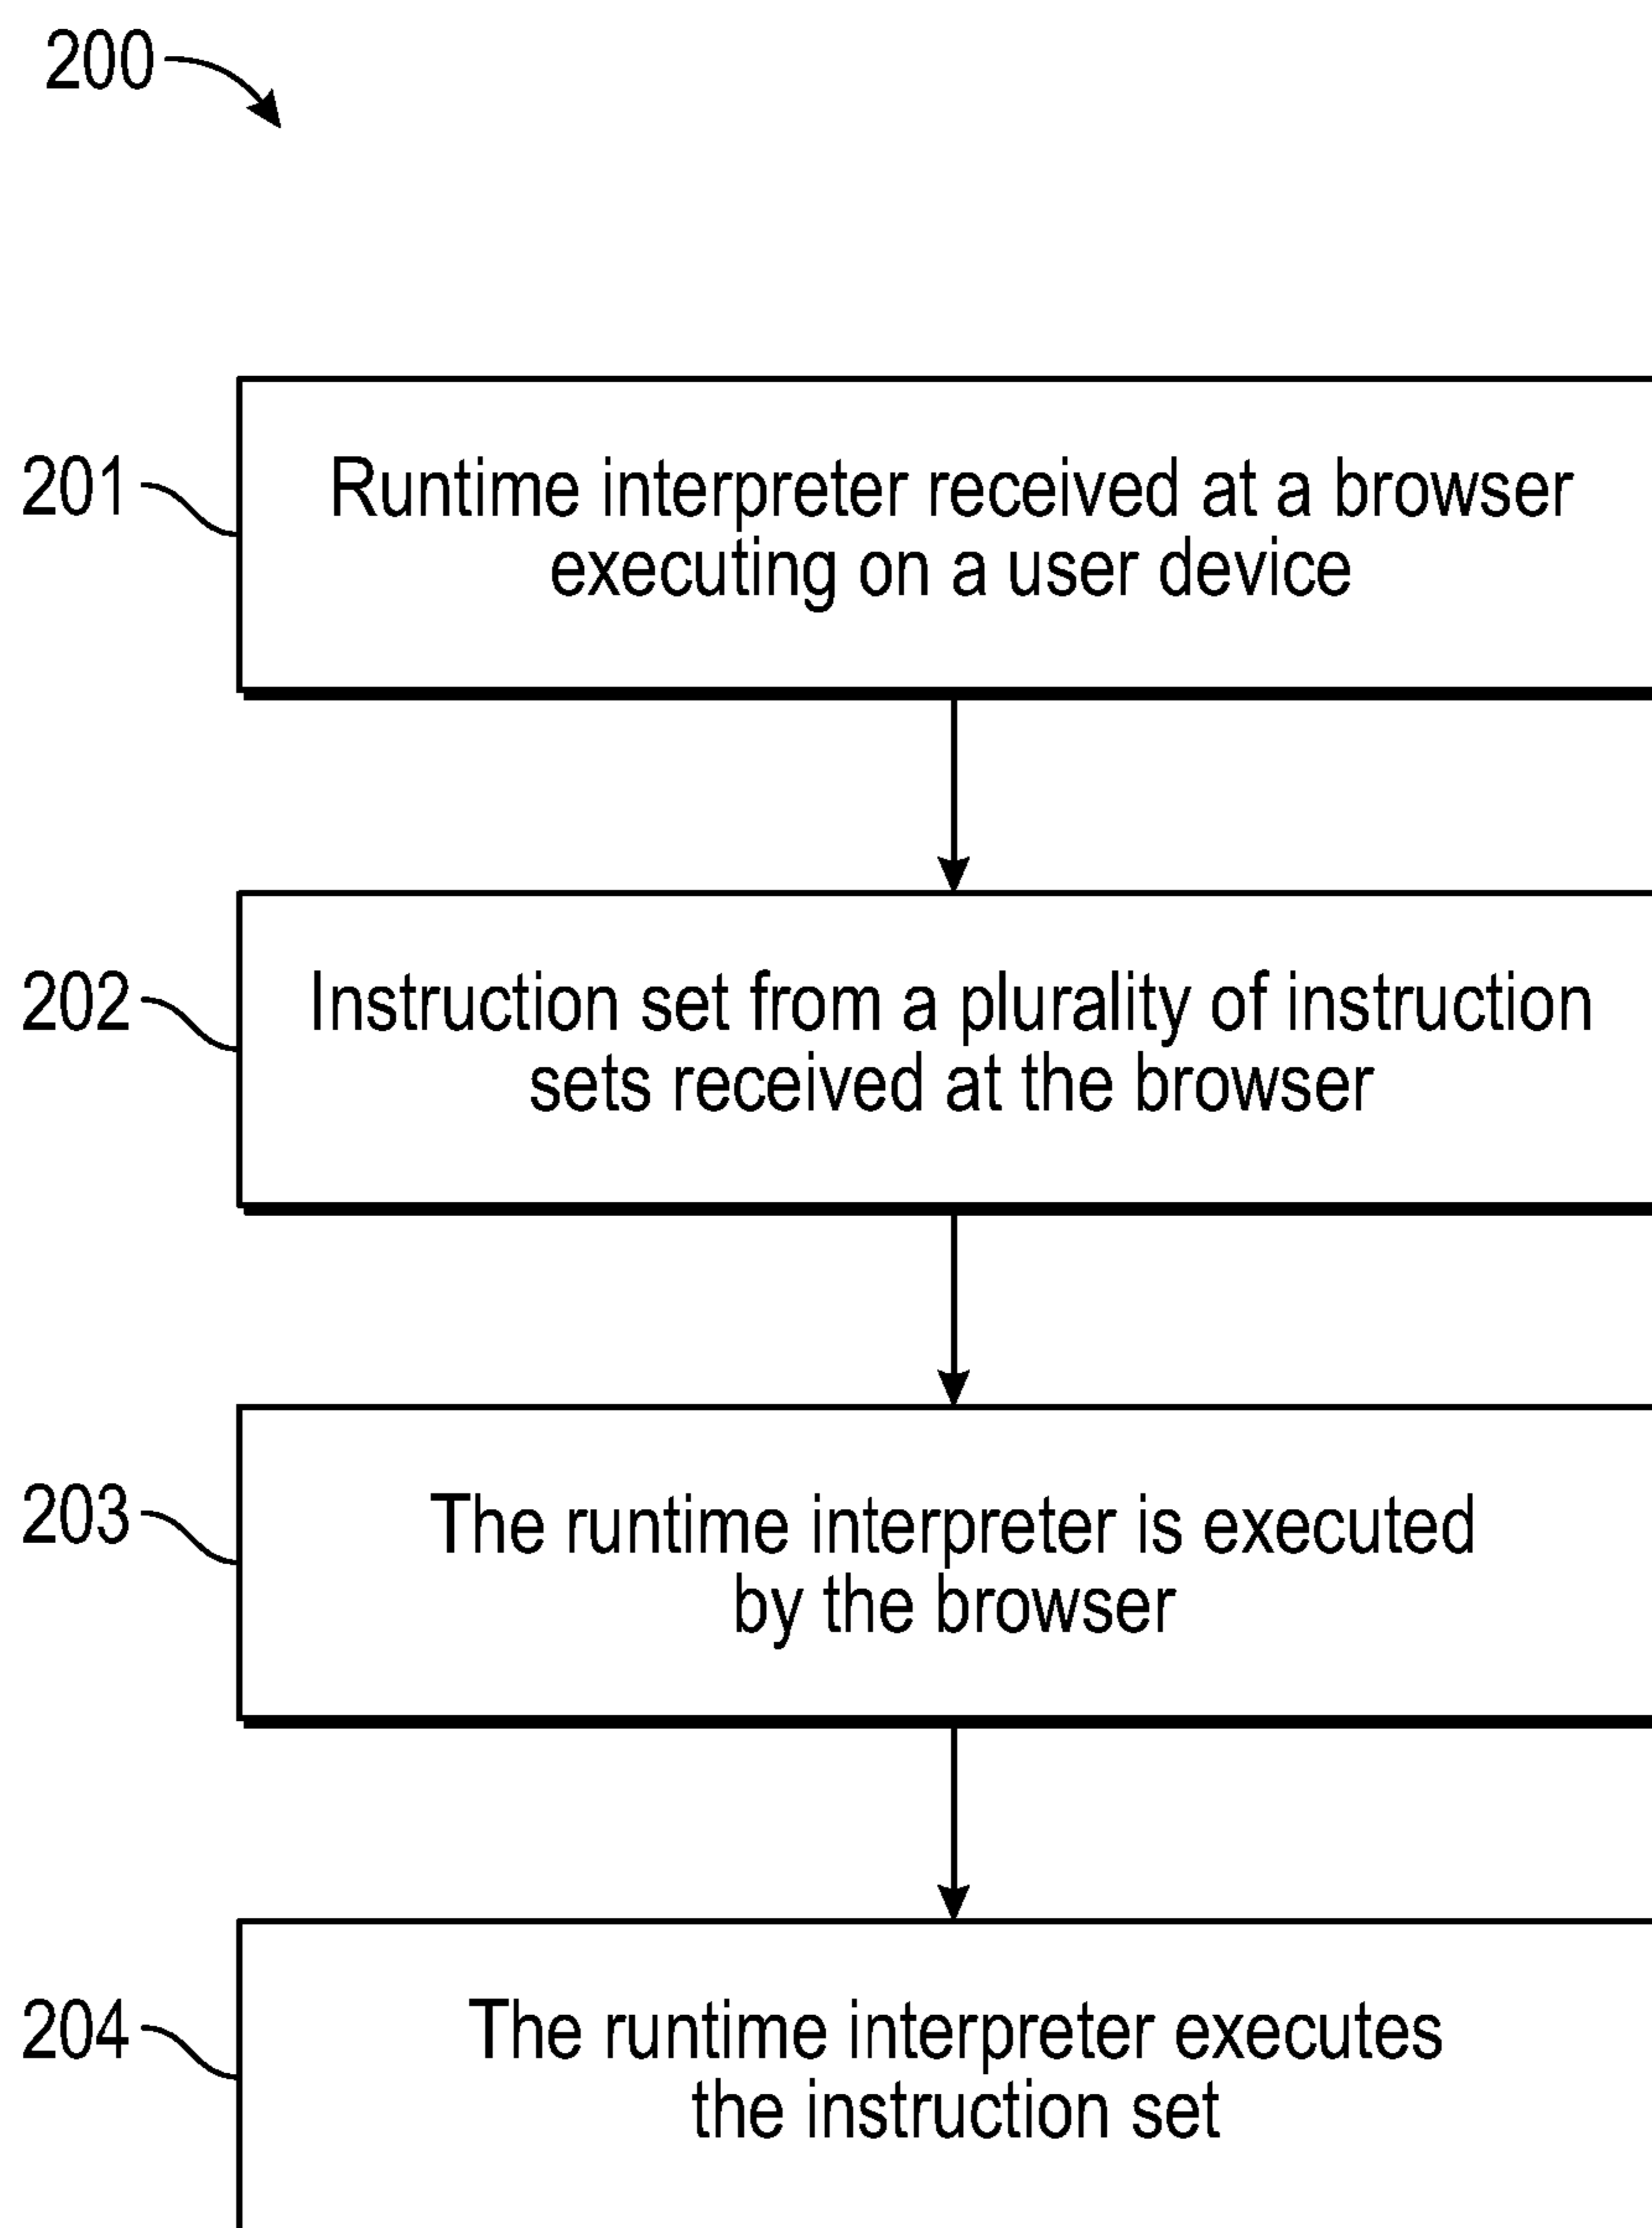 200
201
Runtime interpreter received at a browser
executing on a user device
202
Instruction set from a plurality of instruction
sets received at the browser
203
The runtime interpreter is executed
by the browser
204
The runtime interpreter executes
the instruction set